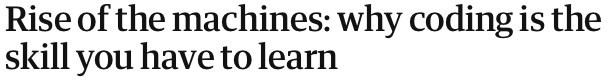 Rise of the machines: why coding is the
skill you have to learn